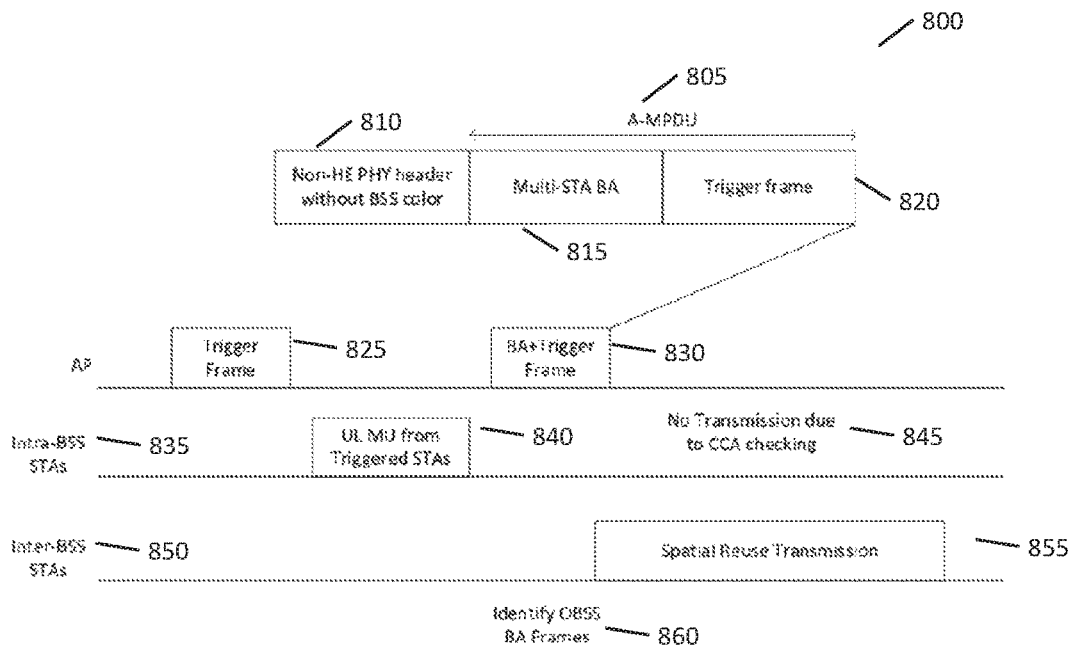 800
805
A-MPDU
810
Non-HE PHY header
without BSS color
Multi-STA BA
Trigger frame
820
815
AP
Trigger
Frame
825
BA+Trigger
Frame
830
Intra-BSS
STAs
835
UL MU from
Triggered STAs
840
No Transmission due
to CCA checking
845
Inter-BSS
STAs
850
Spatial Reuse Transmission
855
Identify OBSS
BA Frames
860